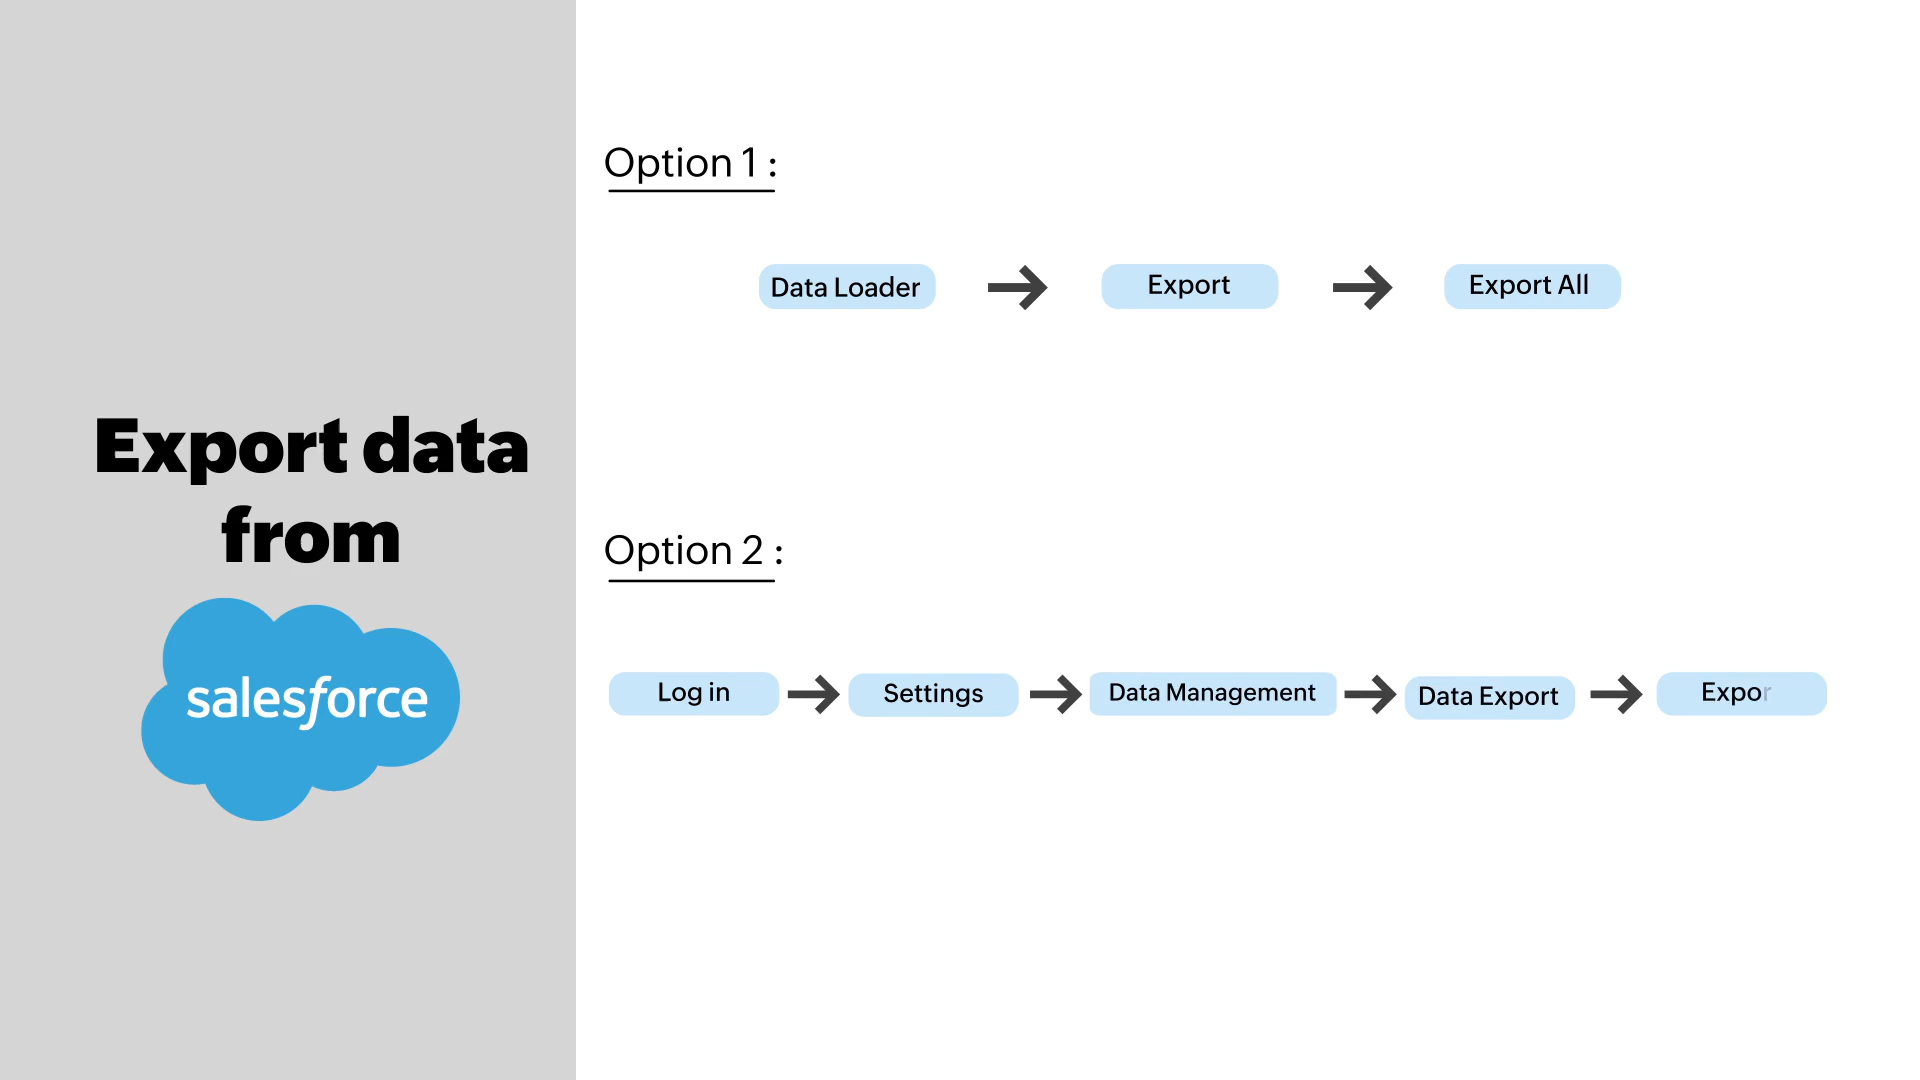 Export data
from
salesforce
Option 1 :
Data Loader
Export
Export All
Option 2 :
Log in
Settings
Data Management
Data Export
Expor